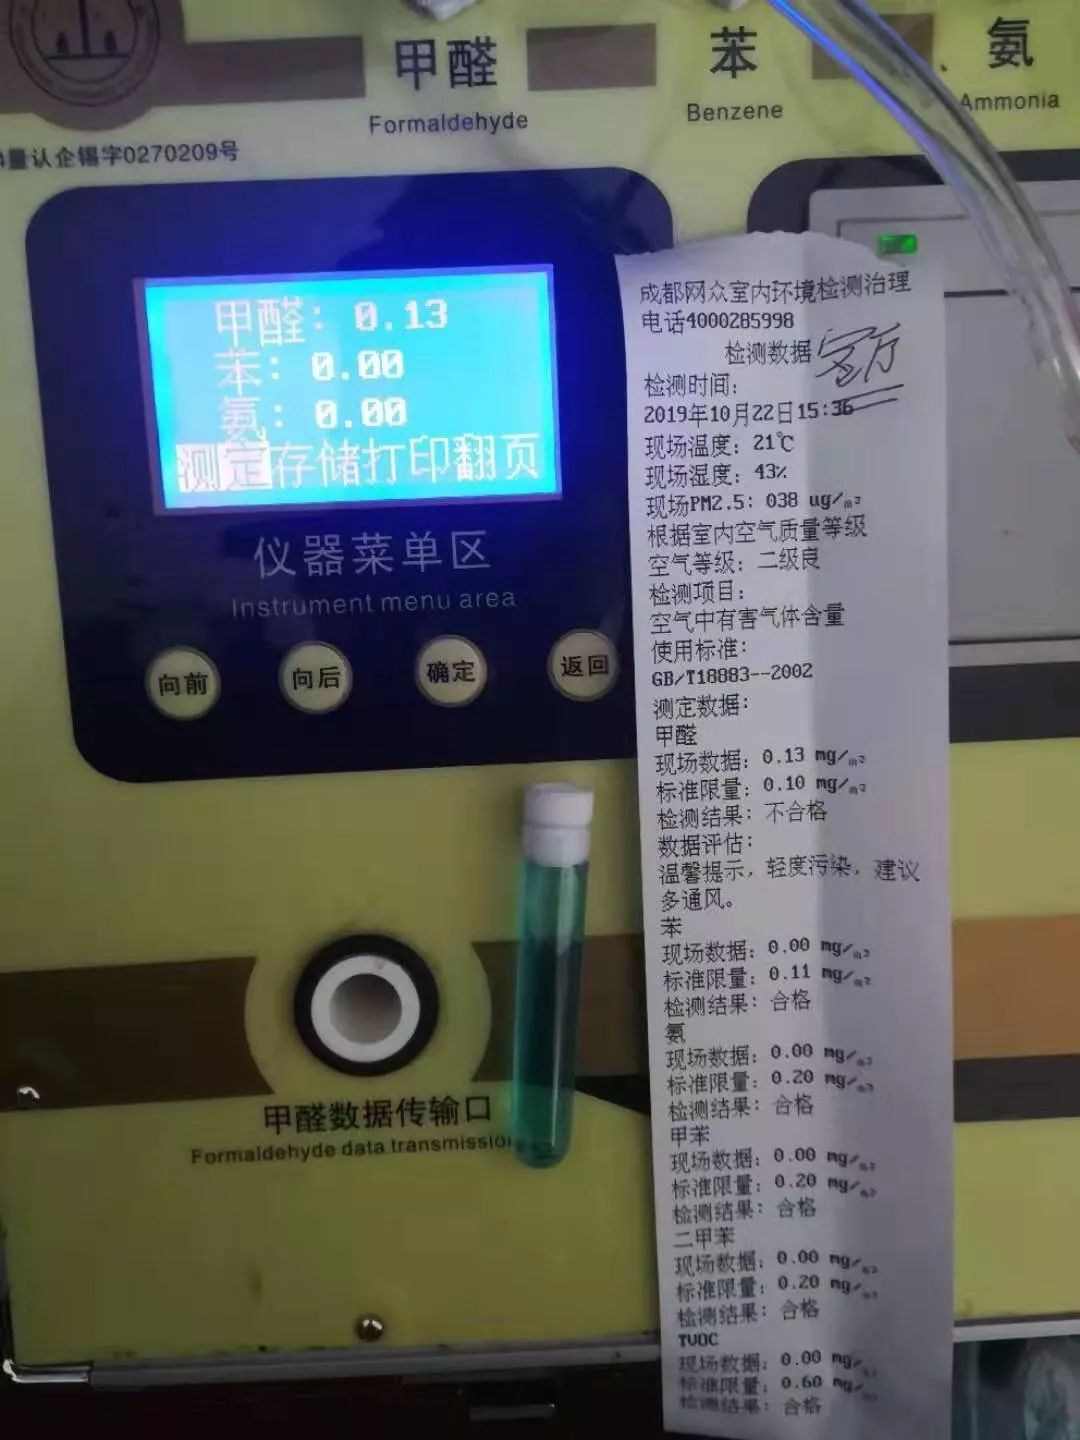 甲醛
Formaldehyde
苯
Benzene
、氨
Ammonia
量认企锡字0270209号
甲醛：0.13
苯：0.00
氨：0.00
测定存储打印翻页
仪器菜单区
Instrument menu area
向前
向后
确定
返回
甲醛数据传输口
Formaldehyde data transmission
成都网众室内环境检测治理
电话4000285998
检测数据
检测时间：
2019年10月22日15:36
现场温度：21℃
现场湿度：43%
现场PM2.5：038 ug/m3
根据室内空气质量等级
空气等级：二级良
检测项目：
空气中有害气体含量
使用标准：
GB/T18883--2002
测定数据：
甲醛
现场数据：0.13 mg/m3
标准限量：0.10 mg/m3
检测结果：不合格
数据评估：
温馨提示，轻度污染，建议
多通风。
苯
现场数据：0.00 mg/m3
标准限量：0.11 mg/m3
检测结果：合格
氨
现场数据：0.00 mg/m3
标准限量：0.20 mg/m3
检测结果：合格
甲苯
现场数据：0.00 mg/m3
标准限量：0.20 mg/m3
检测结果：合格
二甲苯
现场数据：0.00 mg/m3
标准限量：0.20 mg/m3
检测结果：合格
TVOC
现场数据：0.00 mg/m3
标准限量：0.60 mg/m3
检测结果：合格